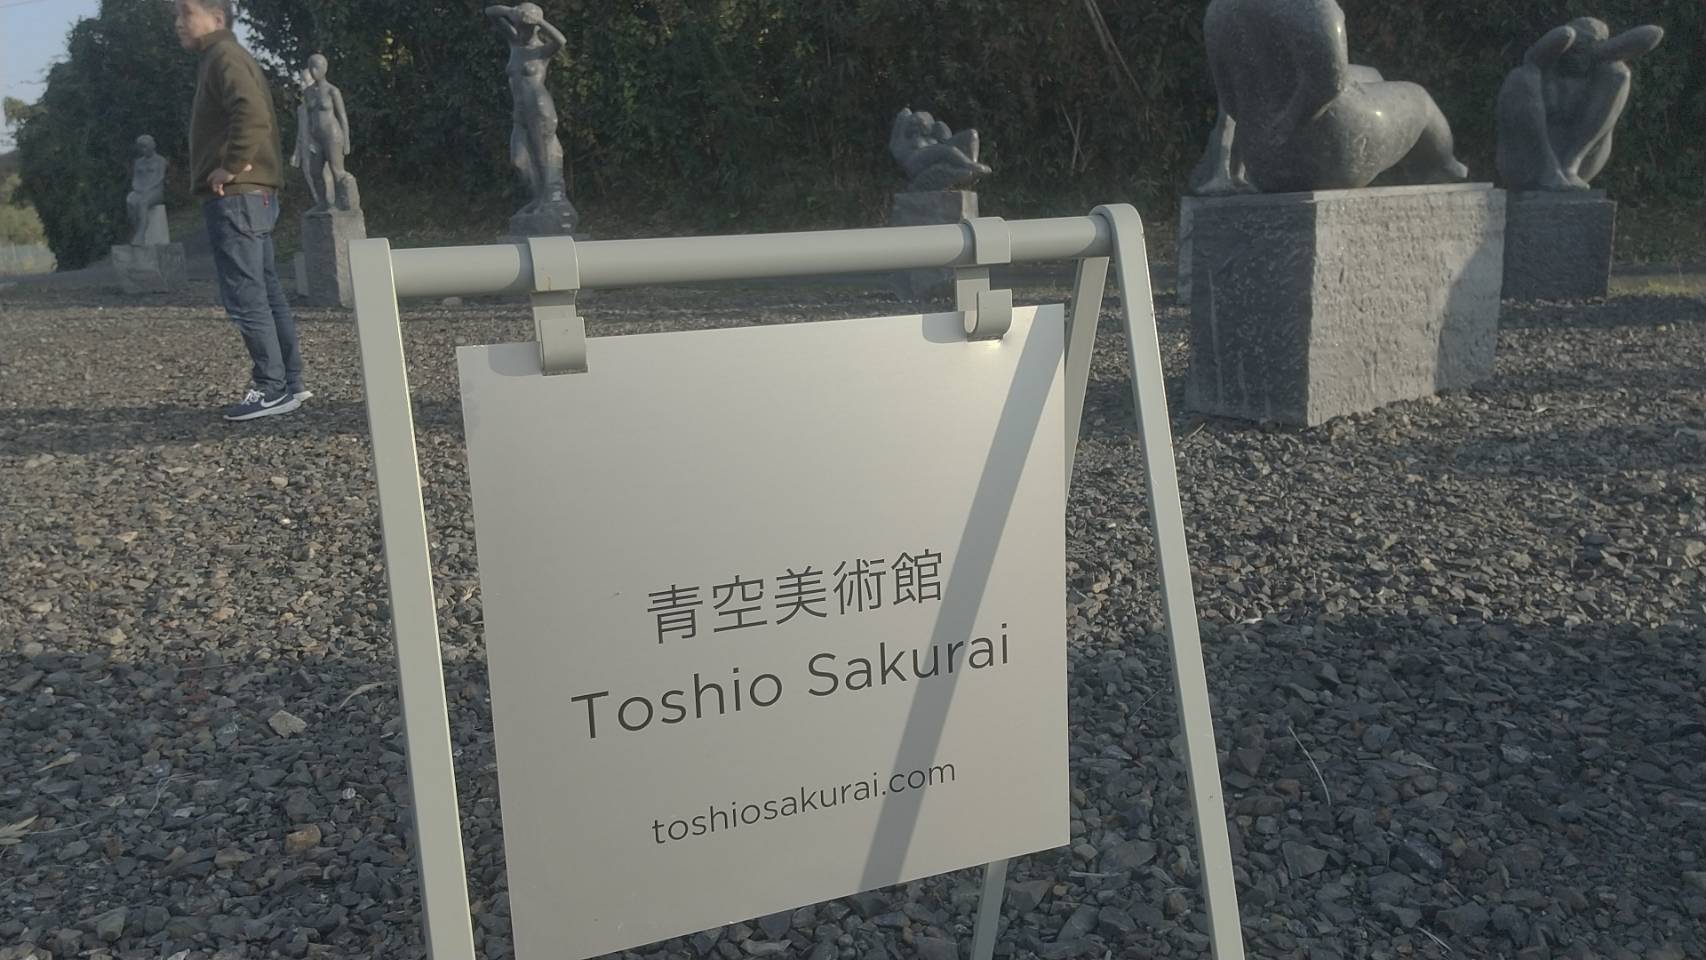 青空美術館
Toshio Sakurai
toshiosakurai.com